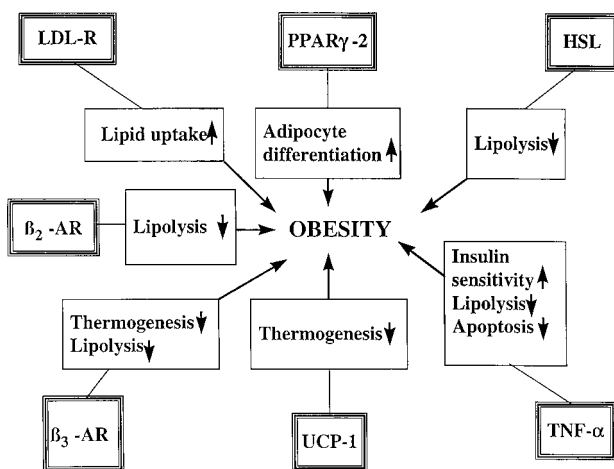 LDL-R
PPARγ-2
HSL
Lipid uptake↑
Adipocyte
differentiation↑
Lipolysis↓
ß2 -AR
Lipolysis ↓
OBESITY
Insulin
sensitivity ↑
Lipolysis↓
Apoptosis ↓
Thermogenesis↓
Lipolysis↓
Thermogenesis↓
ß3 -AR
UCP-1
TNF-α